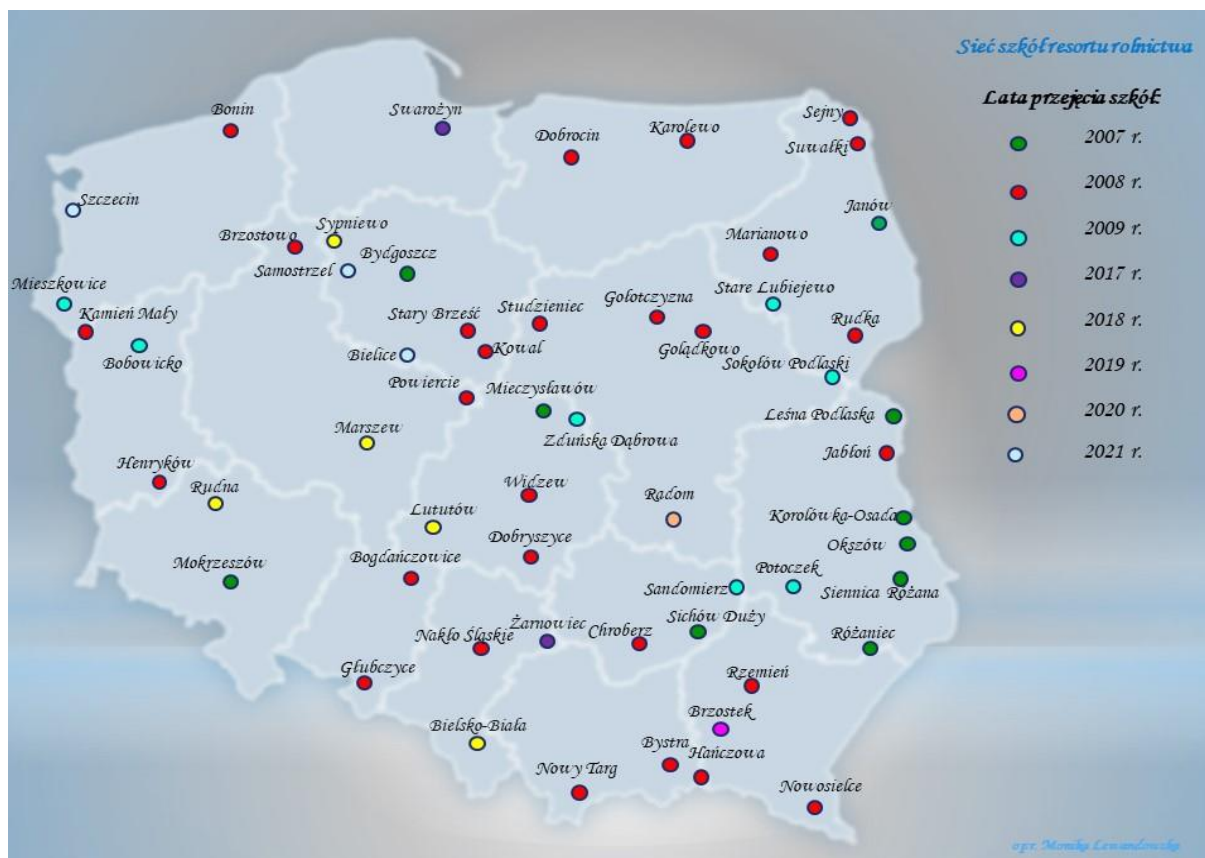 Sieć szkół resortu rolnictwa
Lata przejęcia szkół:
2007 r.
2008 r.
2009 r.
2017 r.
2018 r.
2019 r.
2020 r.
2021 r.
Bonin
Swarożyn
Dobrocin
Karolewo
Sejny
Suwałki
Szczecin
Janów
Sypniewo
Brzostowo
Marianowo
Bydgoszcz
Samostrzel
Mieszkowice
Stare Lubiejewo
Kamień Mały
Stary Brześć
Studzieniec
Gołotczyzna
Rudka
Bobowicko
Bielice
Kowal
Gołądkowo
Sokołów Podlaski
Powiercie
Mieczysławów
Leśna Podlaska
Marszew
Zduńska Dąbrowa
Jabłoń
Henryków
Rudna
Widzew
Radom
Lututów
Korolówka-Osada
Dobryszyce
Okszów
Bogdańczowice
Mokrzeszów
Potoczek
Sandomierz
Siennica Różana
Sichów Duży
Żarnowiec
Chroberz
Nakło Śląskie
Różaniec
Głubczyce
Rzemień
Brzostek
Bielsko-Biała
Bystra
Hańczowa
Nowy Targ
Nowosielce
opr. Monika Lewandowska